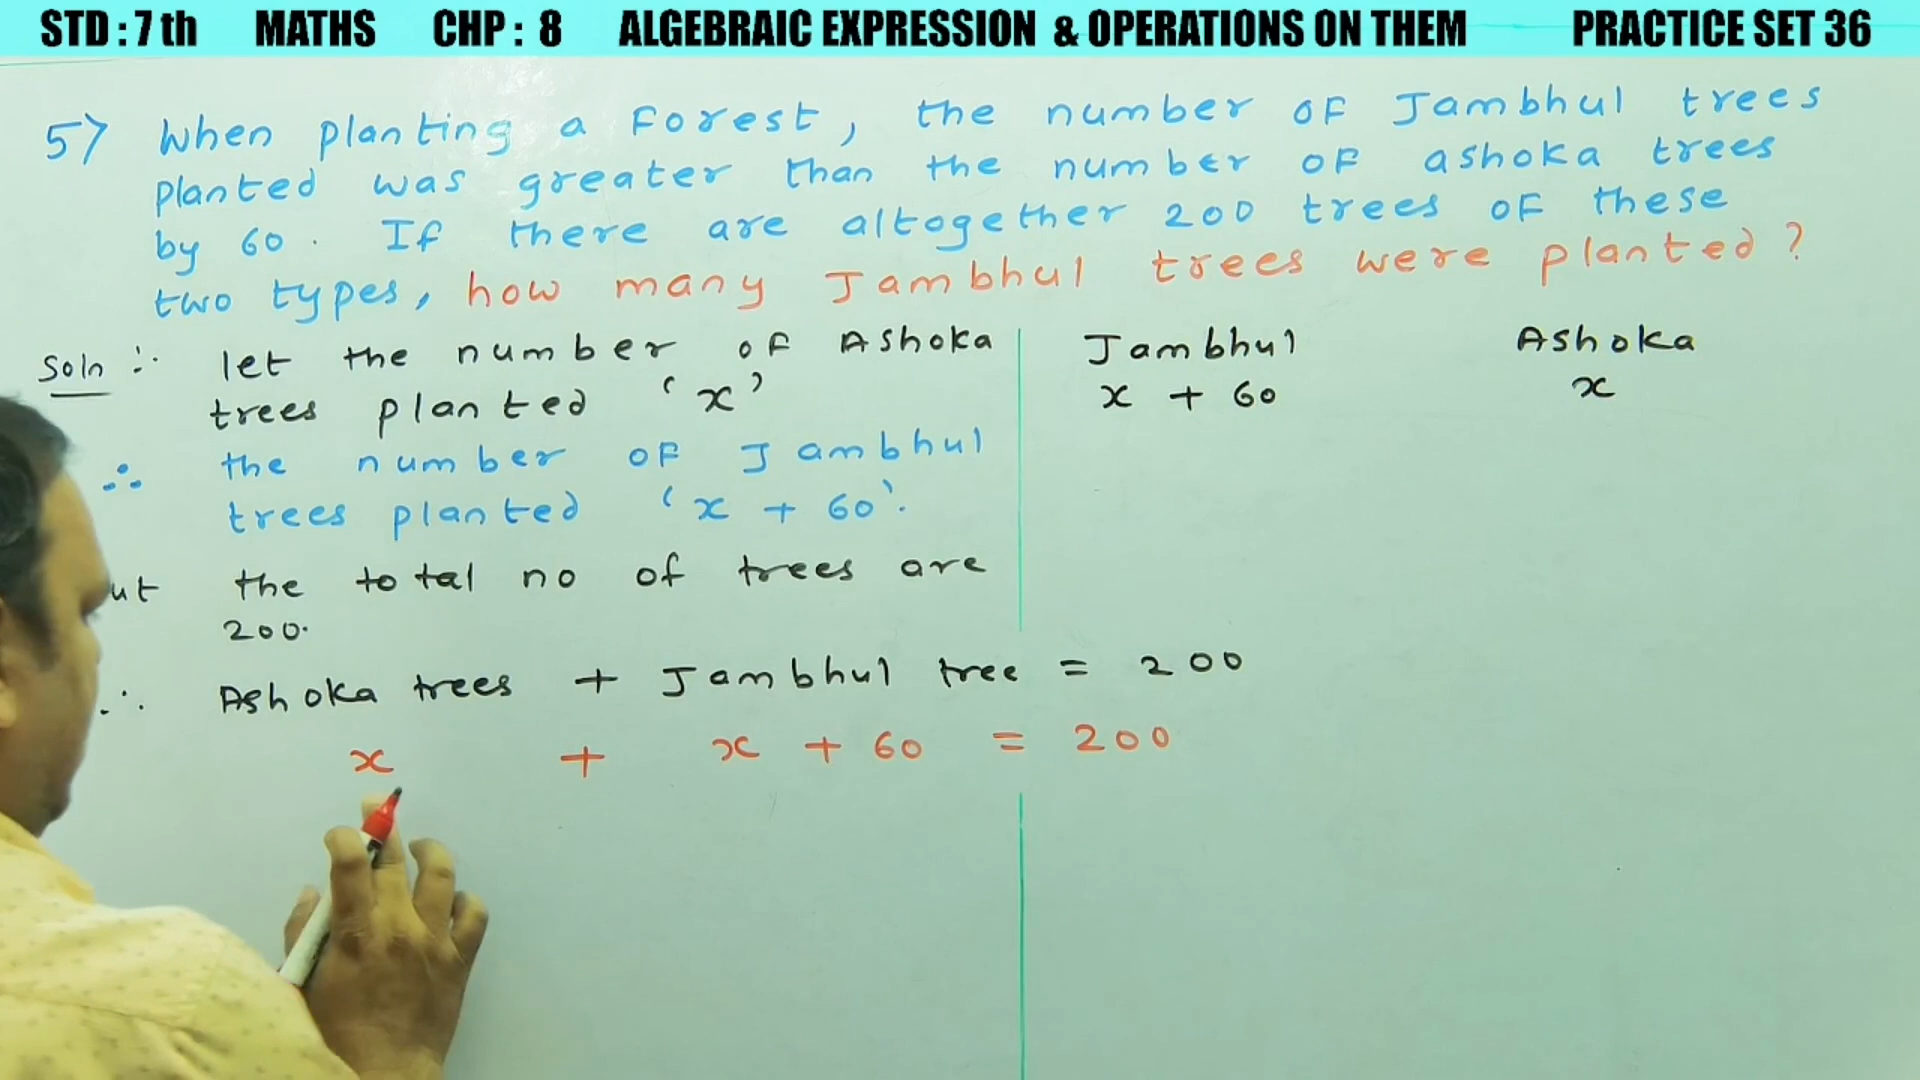 STD : 7 th MATHS CHP : 8 ALGEBRAIC EXPRESSION & OPERATIONS ON THEM PRACTICE SET 36
5> When planting a Forest, the number of Jambhul trees
planted was greater than the number of ashoka trees
by 60. If there are altogether 200 trees of these
two types, how many Jambhul trees were planted?
Soln :- let the number of Ashoka
trees planted 'x'
∴ the number of Jambhul
trees planted 'x + 60'.
ut the total no of trees are
200.
∴ Ashoka trees + Jambhul tree = 200
x + x + 60 = 200
Jambhul Ashoka
x + 60 x